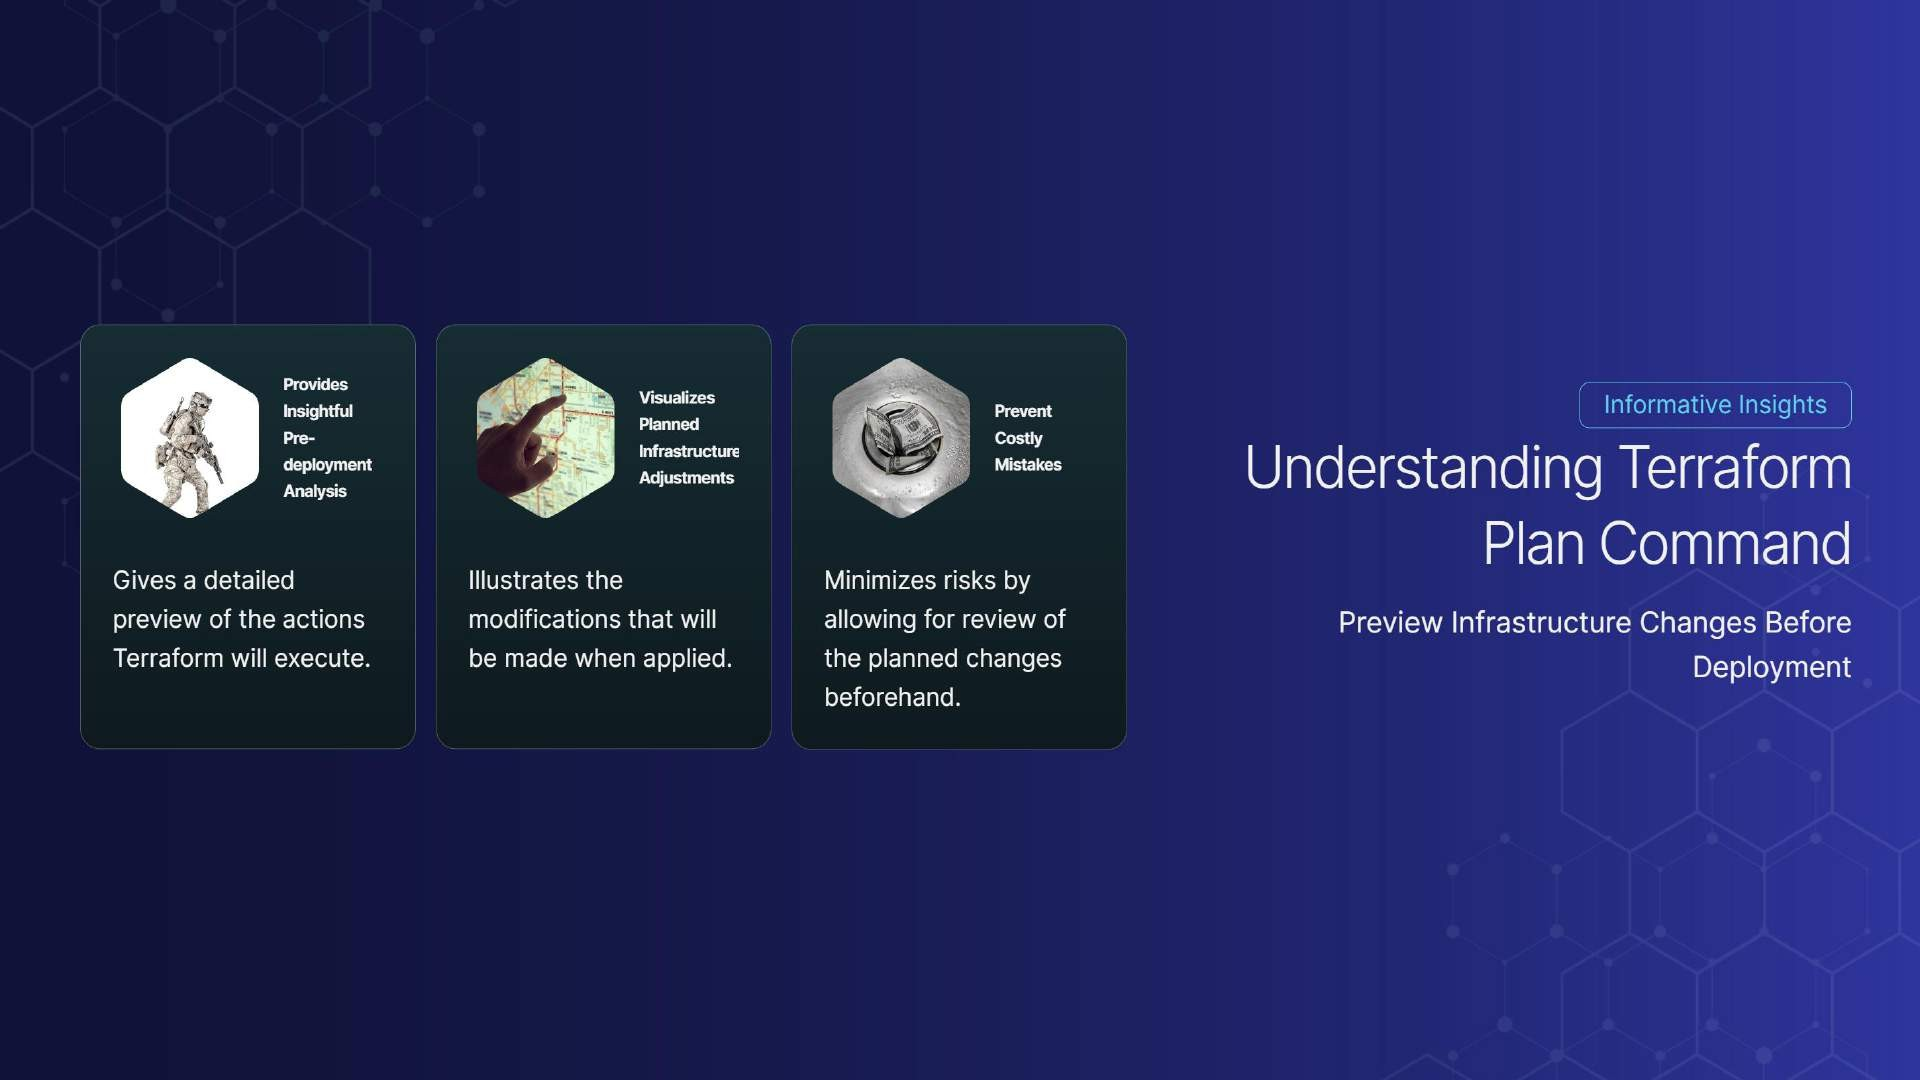 Provides
Insightful
Pre-
deployment
Analysis
Gives a detailed
preview of the actions
Terraform will execute.
Visualizes
Planned
Infrastructure
Adjustments
Illustrates the
modifications that will
be made when applied.
Prevent
Costly
Mistakes
Minimizes risks by
allowing for review of
the planned changes
beforehand.
Informative Insights
Understanding Terraform
Plan Command
Preview Infrastructure Changes Before
Deployment